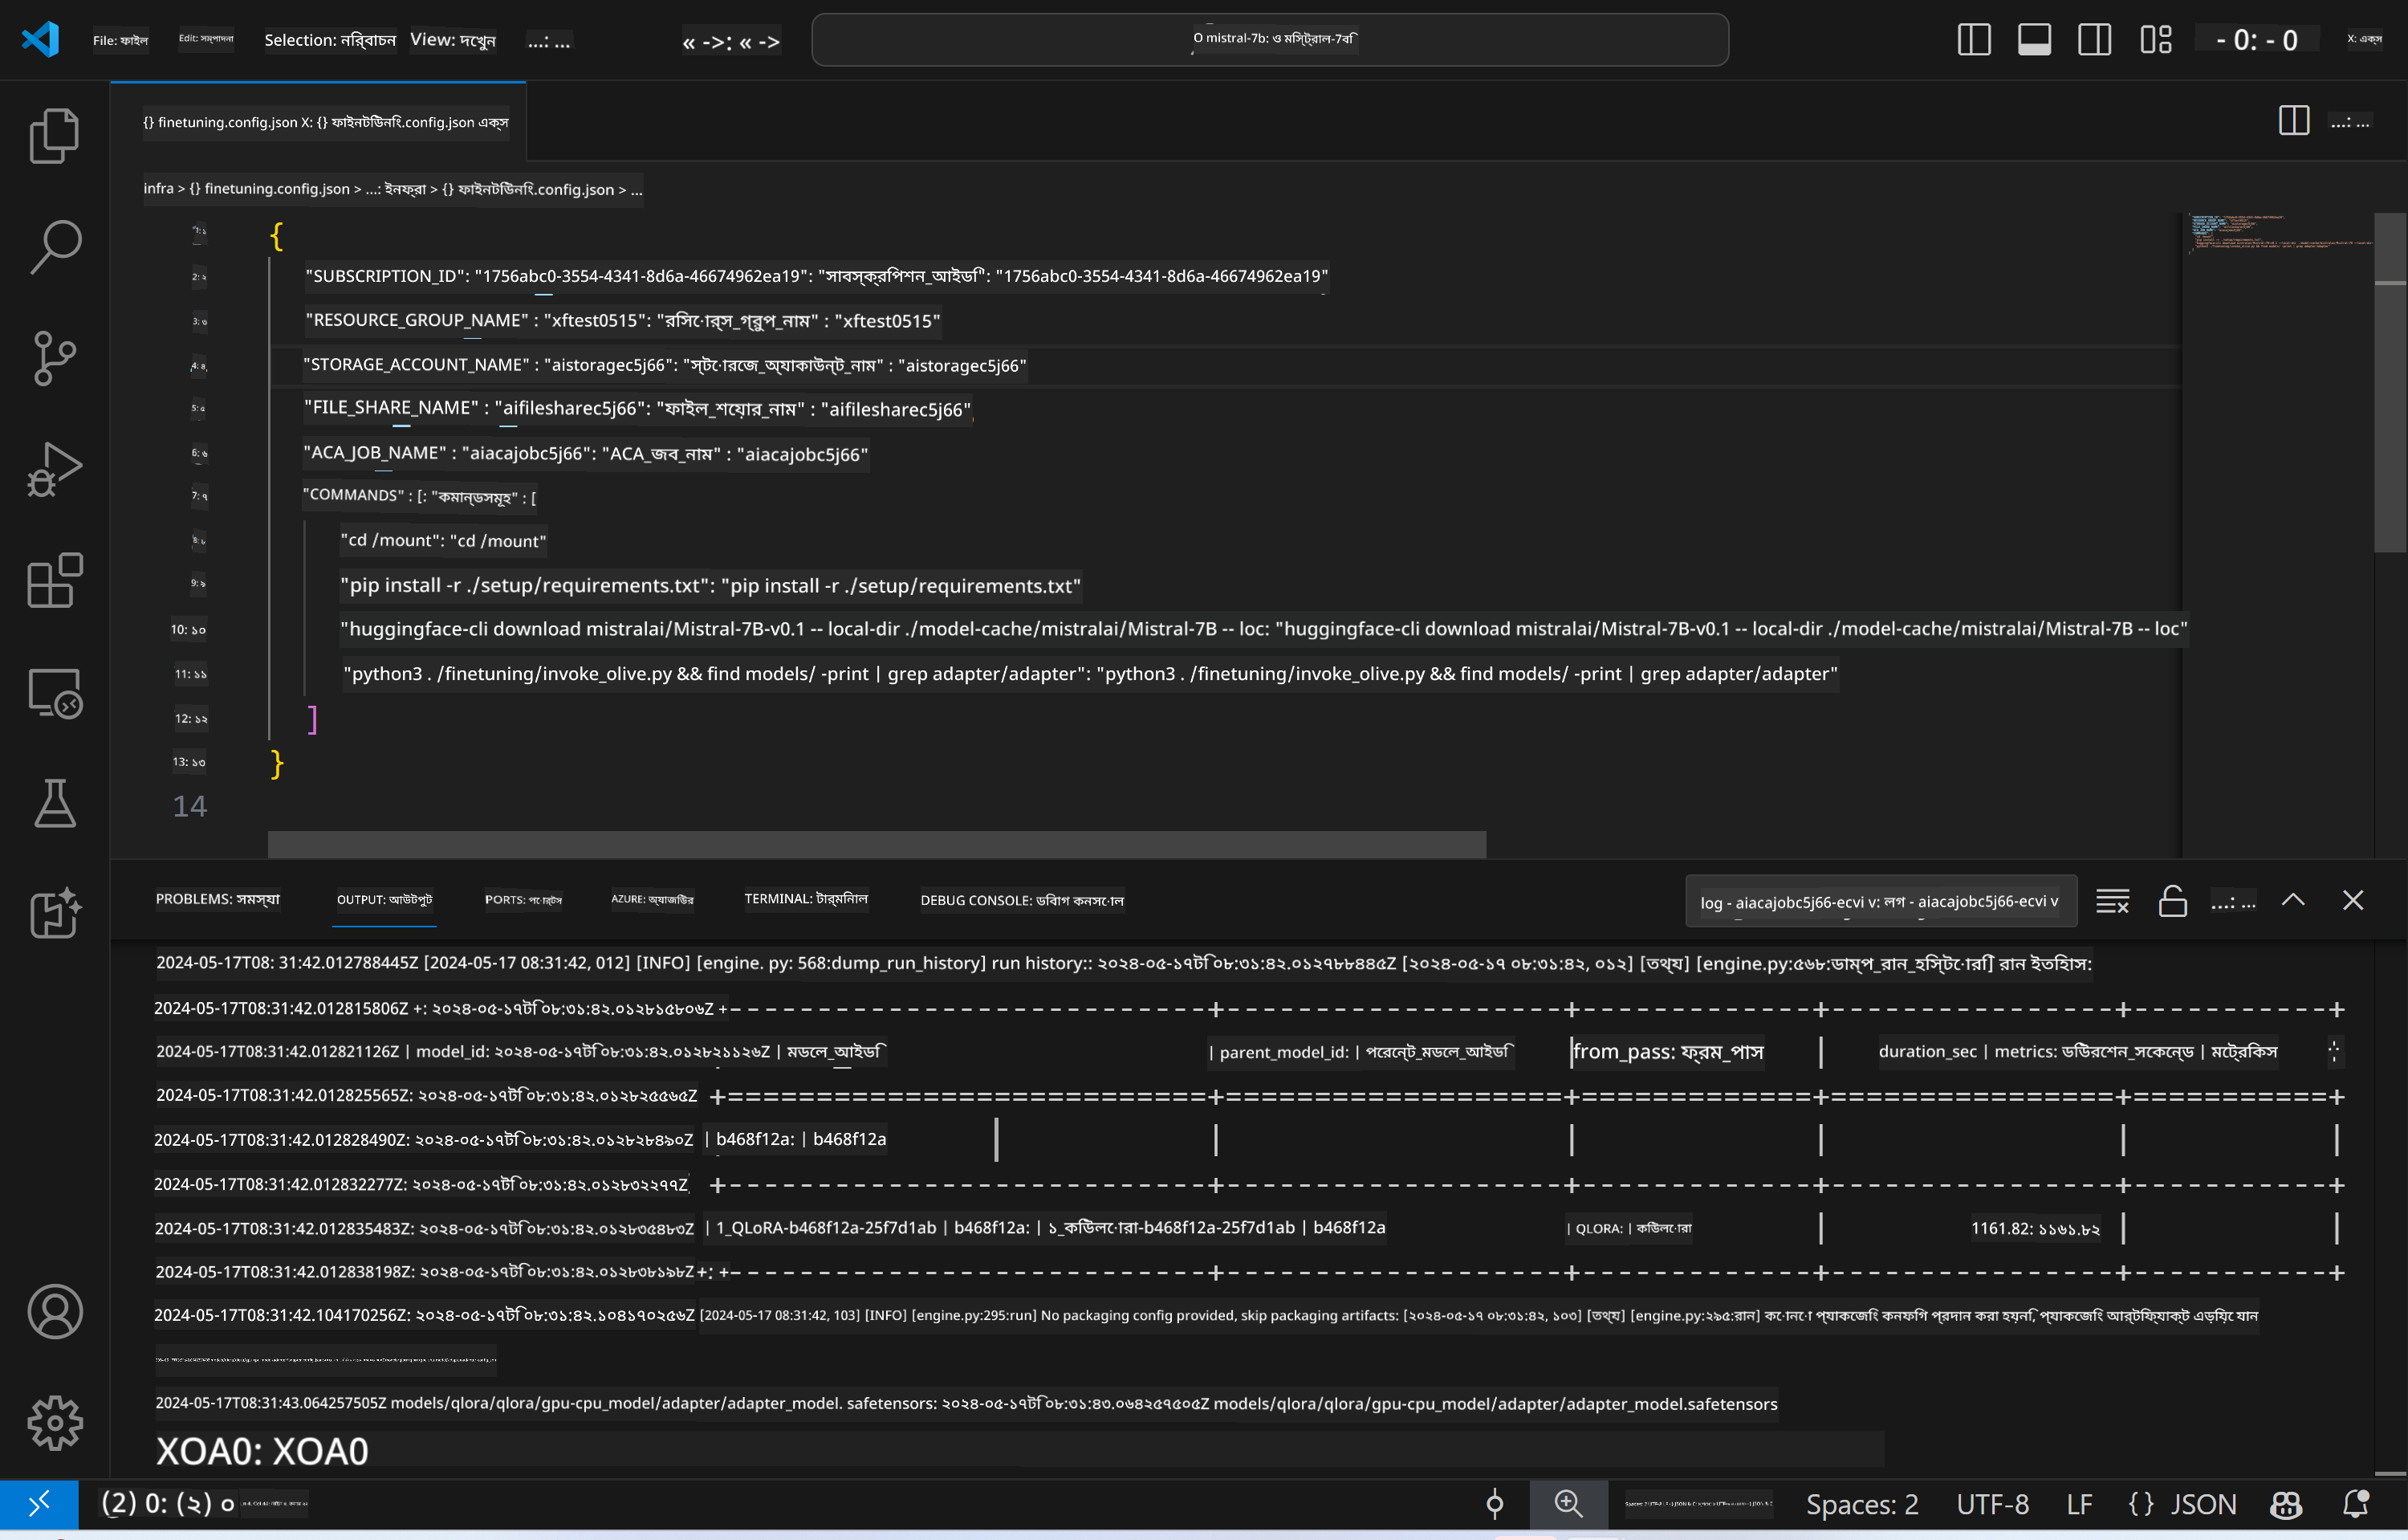 File: ফাইল Edit: সম্পাদনা Selection: নির্বাচন View: দেখুন ...: ... « ->: « -> O mistral-7b: ও মিস্ট্রাল-7বি - 0: - 0 X: এক্স
{} finetuning.config.json X: {} ফাইনটিউনিং.config.json এক্স ...: ...
infra > {} finetuning.config.json > ...: ইনফ্রা > {} ফাইনটিউনিং.config.json > ...
{
2: ২ "SUBSCRIPTION_ID": "1756abc0-3554-4341-8d6a-46674962ea19": "সাবস্ক্রিপশন_আইডি": "1756abc0-3554-4341-8d6a-46674962ea19"
3: ৩ "RESOURCE_GROUP_NAME" : "xftest0515": "রিসোর্স_গ্রুপ_নাম" : "xftest0515"
4: ৪ "STORAGE_ACCOUNT_NAME" : "aistoragec5j66": "স্টোরেজ_অ্যাকাউন্ট_নাম" : "aistoragec5j66"
5: ৫ "FILE_SHARE_NAME" : "aifilesharec5j66": "ফাইল_শেয়ার_নাম" : "aifilesharec5j66"
6: ৬ "ACA_JOB_NAME" : "aiacajobc5j66": "ACA_জব_নাম" : "aiacajobc5j66"
7: ৭ "COMMANDS" : [: "কমান্ডসমূহ" : [
8: ৮ "cd /mount": "cd /mount"
9: ৯ "pip install -r ./setup/requirements.txt": "pip install -r ./setup/requirements.txt"
10: ১০ "huggingface-cli download mistralai/Mistral-7B-v0.1 -- local-dir ./model-cache/mistralai/Mistral-7B -- loc: "huggingface-cli download mistralai/Mistral-7B-v0.1 -- local-dir ./model-cache/mistralai/Mistral-7B -- loc"
11: ১১ "python3 . /finetuning/invoke_olive.py && find models/ -print | grep adapter/adapter": "python3 . /finetuning/invoke_olive.py && find models/ -print | grep adapter/adapter"
12: ১২ ]
13: ১৩ }
14
PROBLEMS: সমস্যা OUTPUT: আউটপুট PORTS: পোর্টস AZURE: অ্যাজিউর TERMINAL: টার্মিনাল DEBUG CONSOLE: ডিবাগ কনসোল log - aiacajobc5j66-ecvi v: লগ - aiacajobc5j66-ecvi v ...: ...
2024-05-17T08: 31:42.012788445Z [2024-05-17 08:31:42, 012] [INFO] [engine. py: 568:dump_run_history] run history:: ২০২৪-০৫-১৭টি০৮:৩১:৪২.০১২৭৮৮৪৪৫Z [২০২৪-০৫-১৭ ০৮:৩১:৪২, ০১২] [তথ্য] [engine.py:৫৬৮:ডাম্প_রান_হিস্টোরি] রান ইতিহাস:
2024-05-17T08:31:42.012815806Z +: ২০২৪-০৫-১৭টি০৮:৩১:৪২.০১২৮১৫৮০৬Z +---------------------------+-------------------+-------------+----------------+-----------+
2024-05-17T08:31:42.012821126Z | model_id: ২০২৪-০৫-১৭টি০৮:৩১:৪২.০১২৮২১১২৬Z | মডেল_আইডি | parent_model_id: | পেরেন্ট_মডেল_আইডি |from_pass: ফ্রম_পাস | duration_sec | metrics: ডিউরেশন_সেকেন্ড | মেট্রিকস
2024-05-17T08:31:42.012825565Z: ২০২৪-০৫-১৭টি০৮:৩১:৪২.০১২৮২৫৫৬৫Z +===========================+===================+=============+================+===========+
2024-05-17T08:31:42.012828490Z: ২০২৪-০৫-১৭টি০৮:৩১:৪২.০১২৮২৮৪৯০Z | b468f12a: | b468f12a | | | | | |
2024-05-17T08:31:42.012832277Z: ২০২৪-০৫-১৭টি০৮:৩১:৪২.০১২৮৩২২৭৭Z +---------------------------+-------------------+-------------+----------------+-----------+
2024-05-17T08:31:42.012835483Z: ২০২৪-০৫-১৭টি০৮:৩১:৪২.০১২৮৩৫৪৮৩Z | 1_QLoRA-b468f12a-25f7d1ab | b468f12a: | ১_কিউলোরা-b468f12a-25f7d1ab | b468f12a | QLORA: | কিউলোরা | 1161.82: ১১৬১.৮২ | |
2024-05-17T08:31:42.012838198Z: ২০২৪-০৫-১৭টি০৮:৩১:৪২.০১২৮৩৮১৯৮Z +: +---------------------------+-------------------+-------------+----------------+-----------+
2024-05-17T08:31:42.104170256Z: ২০২৪-০৫-১৭টি০৮:৩১:৪২.১০৪১৭০২৫৬Z [2024-05-17 08:31:42, 103] [INFO] [engine.py:295:run] No packaging config provided, skip packaging artifacts: [২০২৪-০৫-১৭ ০৮:৩১:৪২, ১০৩] [তথ্য] [engine.py:২৯৫:রান] কোনো প্যাকেজিং কনফিগ প্রদান করা হয়নি, প্যাকেজিং আর্টিফ্যাক্ট এড়িয়ে যান
2024-05-17T08:31:43.064257505Z models/qlora/qlora/gpu-cpu_model/adapter/adapter_model. safetensors: ২০২৪-০৫-১৭টি০৮:৩১:৪৩.০৬৪২৫৭৫০৫Z models/qlora/qlora/gpu-cpu_model/adapter/adapter_model.safetensors
XOA0: XOA0
(2) 0: (২) ০ Spaces: 2 UTF-8 LF {} JSON